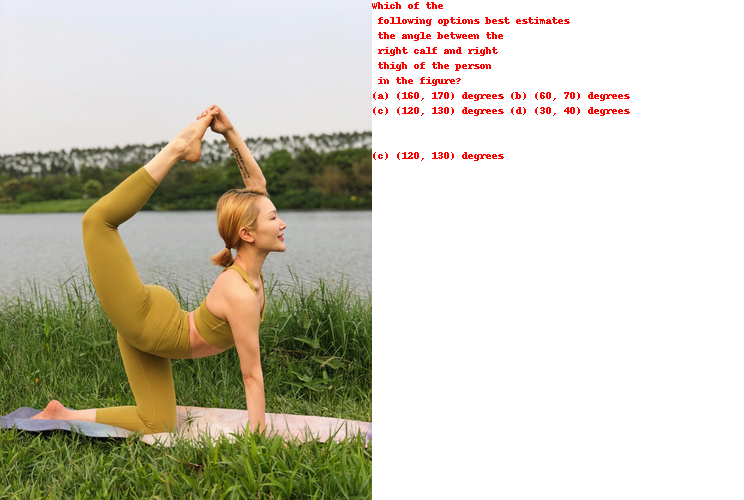 Which of the
following options best estimates
the angle between the
right calf and right
thigh of the person
in the figure?
(a) (160, 170) degrees (b) (60, 70) degrees
(c) (120, 130) degrees (d) (30, 40) degrees
(c) (120, 130) degrees